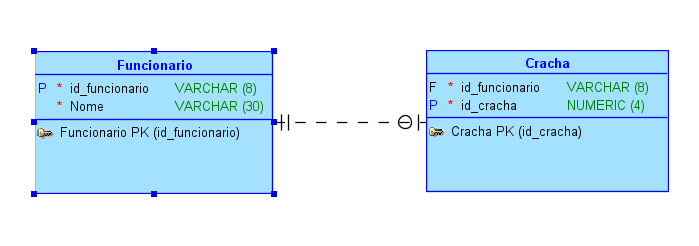 Funcionario
P * id_funcionario VARCHAR (8)
* Nome VARCHAR (30)
Funcionario PK (id_funcionario)
Cracha
F * id_funcionario VARCHAR (8)
P * id_cracha NUMERIC (4)
Cracha PK (id_cracha)